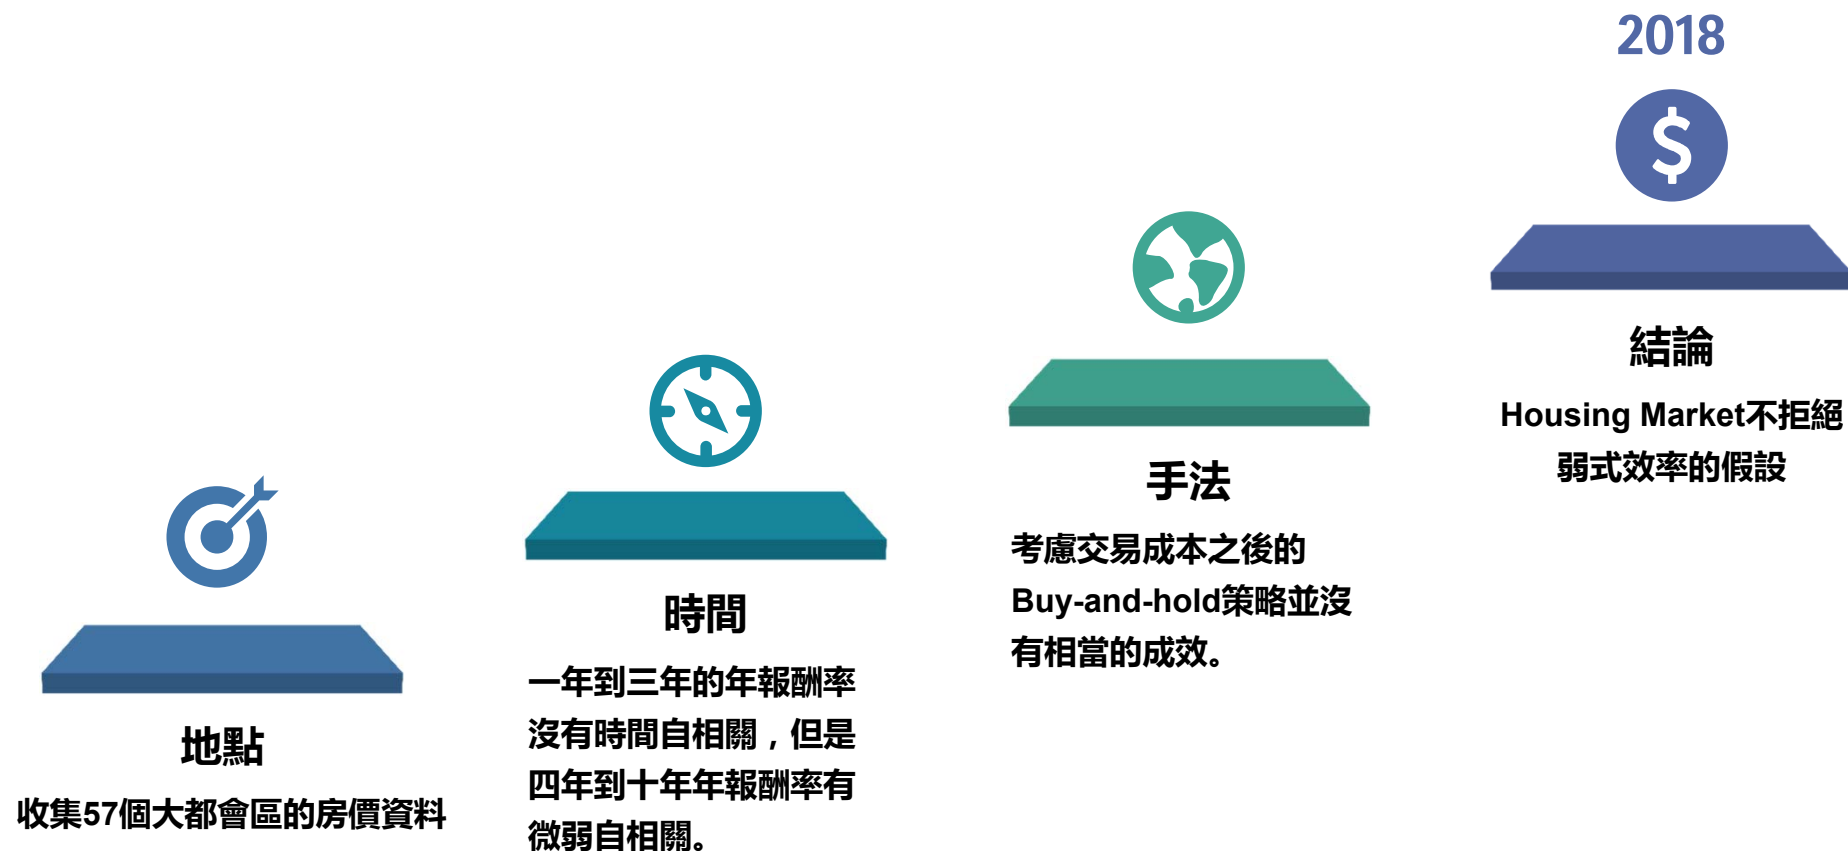 地點
收集57個大都會區的房價資料
時間
一年到三年的年報酬率
沒有時間自相關，但是
四年到十年年報酬率有
微弱自相關。
手法
考慮交易成本之後的
Buy-and-hold策略並沒
有相當的成效。
2018
$
結論
Housing Market不拒絕
弱式效率的假設